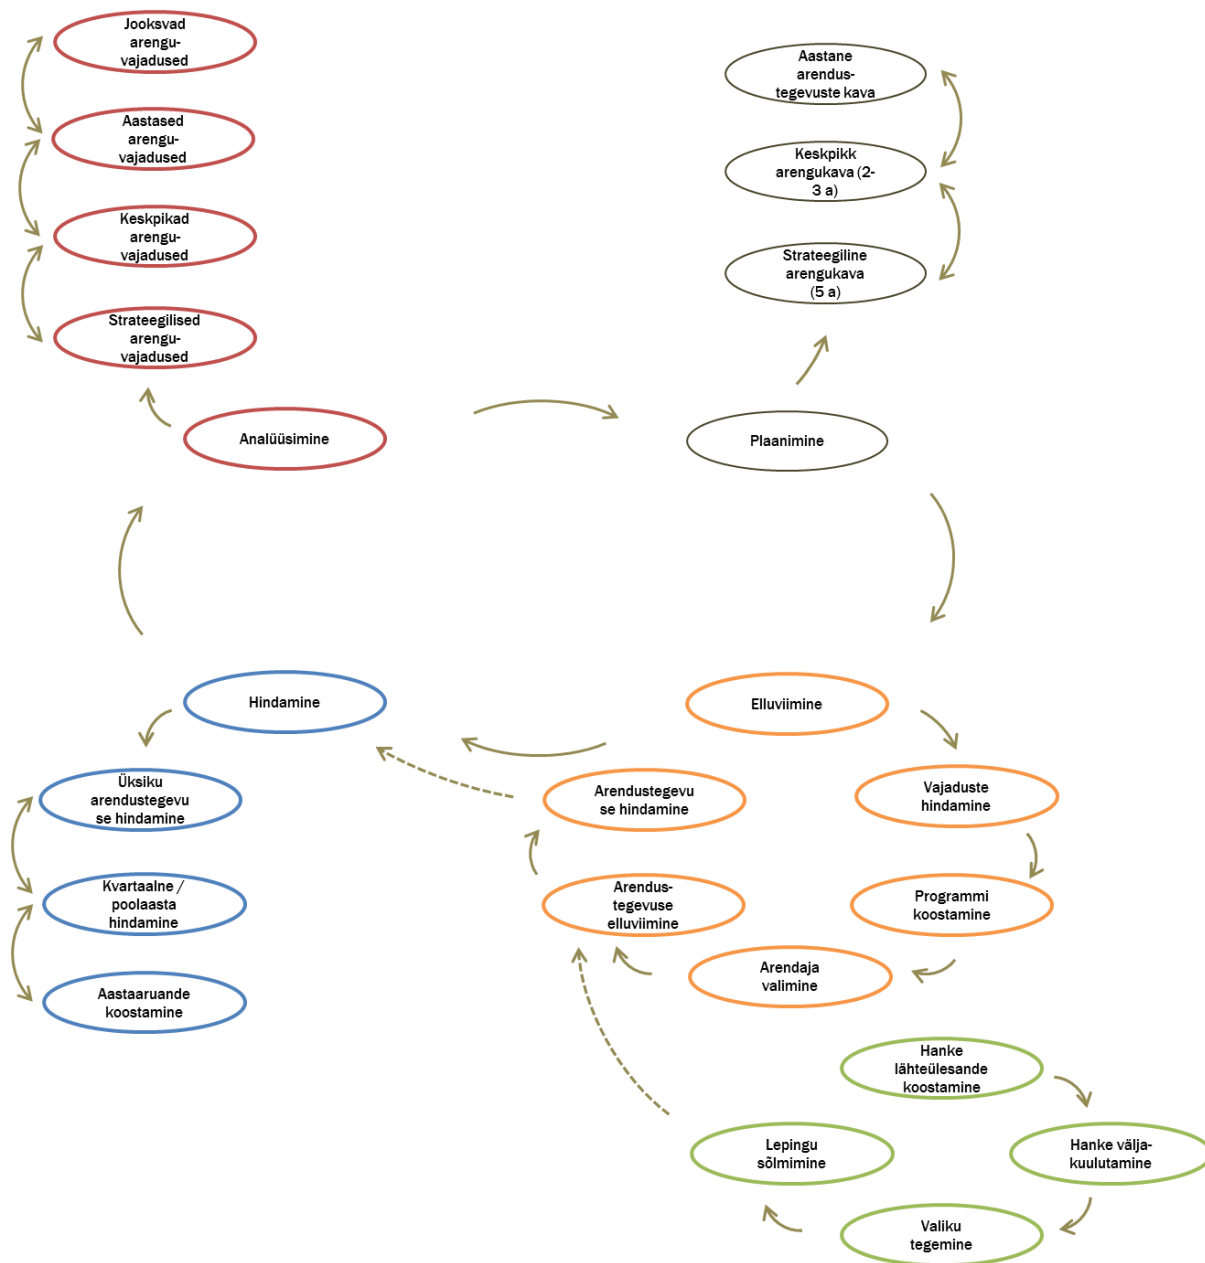 Jooksvad
arengu-
vajadused
Aastased
arengu-
vajadused
Keskpikad
arengu-
vajadused
Strateegilised
arengu-
vajadused
Analüüsimine
Aastane
arendus-
tegevuste kava
Keskpikk
arengukava (2-
3 a)
Strateegiline
arengukava
(5 a)
Plaanimine
Hindamine
Üksiku
arendustegevu
se hindamine
Kvartaalne /
poolaasta
hindamine
Aastaaruande
koostamine
Elluviimine
Vajaduste
hindamine
Programmi
koostamine
Arendaja
valimine
Arendus-
tegevuse
elluviimine
Arendustegevu
se hindamine
Hanke
lähteülesande
koostamine
Hanke välja-
kuulutamine
Valiku
tegemine
Lepingu
sõlmimine